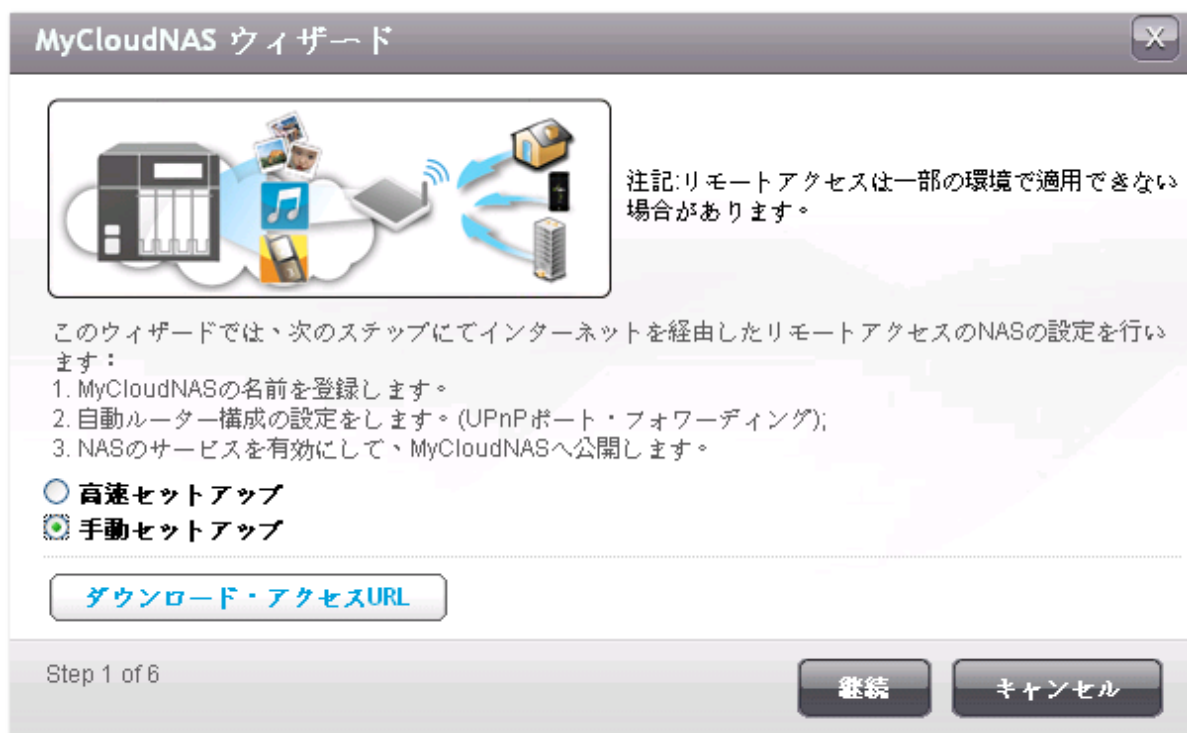 MyCloudNAS ウィザード
X
注記:リモートアクセスは一部の環境で適用できない
場合があります。
このウィザードでは、次のステップにてインターネットを経由したリモートアクセスのNASの設定を行い
ます：
1. MyCloudNASの名前を登録します。
2. 自動ルーター構成の設定をします。(UPnPポート・フォワーディング);
3. NASのサービスを有効にして、MyCloudNASへ公開します。
高速セットアップ
手動セットアップ
ダウンロード・アクセスURL
Step 1 of 6
継続
キャンセル